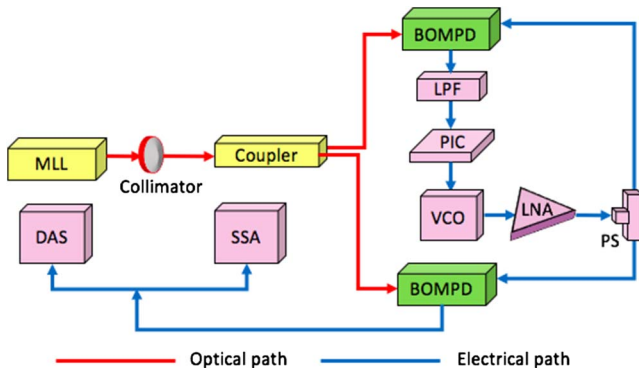 BOMPD
LPF
PIC
MLL
Collimator
Coupler
VCO
LNA
PS
DAS
SSA
BOMPD
Optical path
Electrical path